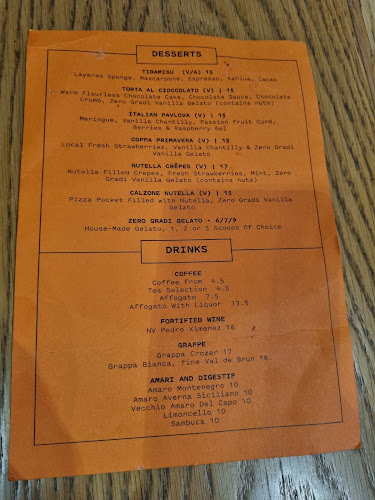 DESSERTS
TIRAMISU (V/A) 15
Layered Sponge, Mascarpone, Espresso, Kahlua, Cacao
TORTA AL CIOCCOLATO (V) | 15
Warm Flourless Chocolate Cake, Chocolate Sauce, Chocolate
Crumb, Zero Gradi Vanilla Gelato (contains nuts)
ITALIAN PAVLOVA (V) | 15
Meringue, Vanilla Chantilly, Passion fruit Curd,
Berries & Raspberry Gel
COPPA PRIMAVERA (V) | 15
Local Fresh Strawberries, Vanilla Chantilly & Zero Gradi
Vanilla Gelato
NUTELLA CRÊPES (V) | 17
Nutella Filled Crepes, Fresh Strawberries, Mint, Zero
Gradi Vanilla Gelato (contains nuts)
CALZONE NUTELLA (V) | 15
Pizza Pocket Filled with Nutella, Zero Gradi Vanilla
Gelato
ZERO GRADI GELATO - 6/7/9
House-Made Gelato, 1, 2 or 3 Scoops Of Choice
DRINKS
COFFEE
Coffee from 4.5
Tea Selection 4.5
Affogato 7.5
Affogato With Liquor 13.5
FORTIFIED WINE
NV Pedro Ximenez 16
GRAPPE
Grappa Crozer 17
Grappa Bianca, fine Val de Brun 16.
AMARI AND DIGESTIF
Amaro Montenegro 10
Amaro Averna Siciliano 10
Vecchio Amaro Del Capo 10
Limoncello 10
Sambuca 10